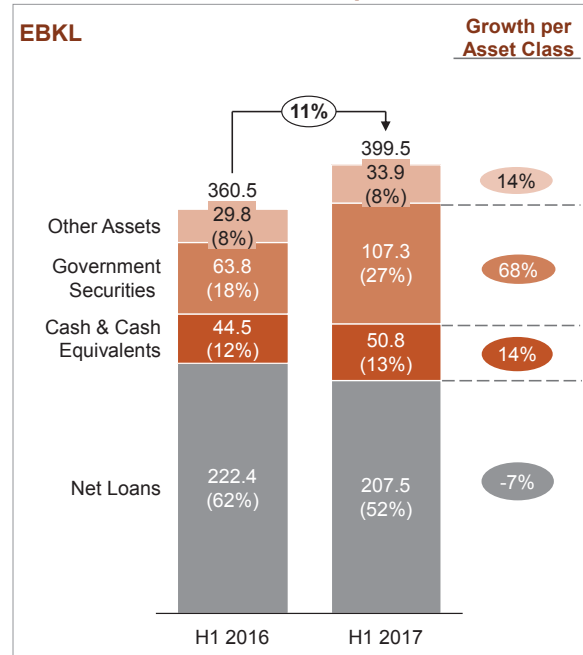 EBKL
Growth per
Asset Class
11%
399.5
360.5
33.9
(8%)
14%
Other Assets
29.8
(8%)
Government
Securities
63.8
(18%)
107.3
(27%)
68%
Cash & Cash
Equivalents
44.5
(12%)
50.8
(13%)
14%
Net Loans
222.4
(62%)
207.5
(52%)
-7%
H1 2016
H1 2017